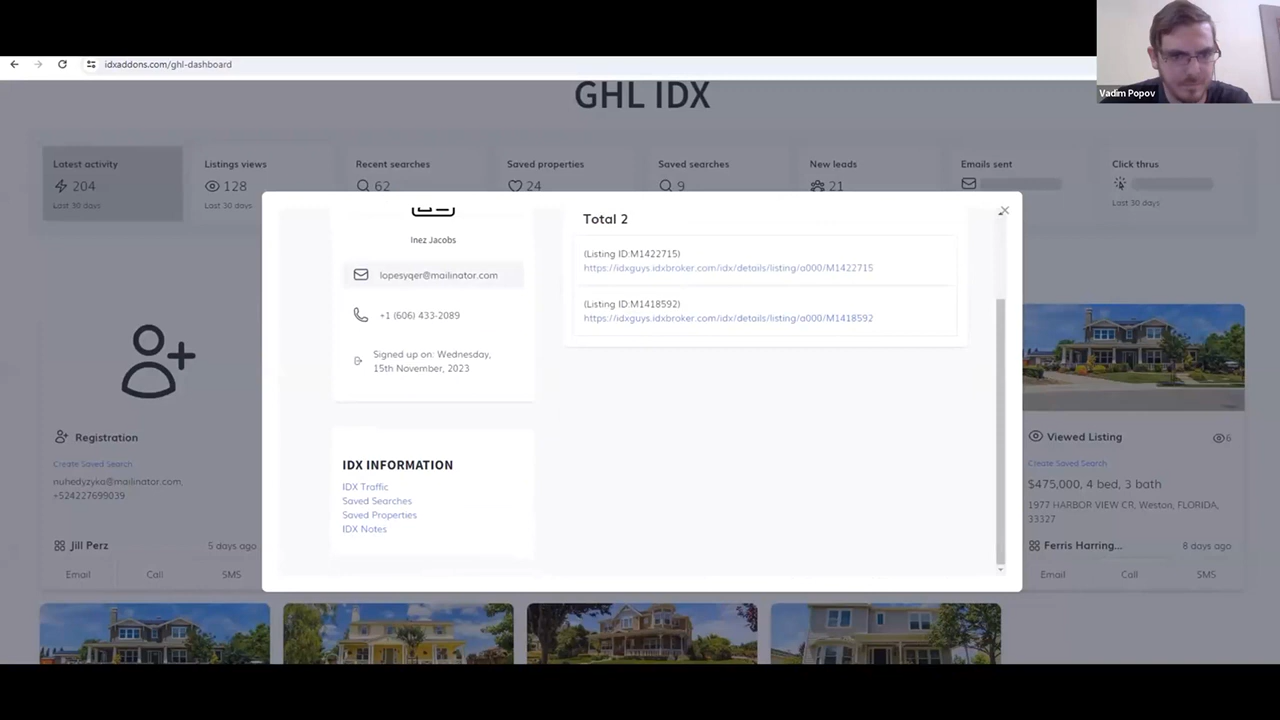 idxaddons.com/ghl-dashboard
Vadim Popov
GHL IDX
Latest activity
204
Last 30 days
Listings views
128
Last 30 days
Recent searches
62
Saved properties
24
Saved searches
9
New leads
21
Emails sent
Click thrus
Last 30 days
Inez Jacobs
lopesyqer@mailinator.com
+1 (606) 433-2089
Signed up on: Wednesday,
15th November, 2023
IDX INFORMATION
IDX Traffic
Saved Searches
Saved Properties
IDX Notes
Total 2
(Listing ID:M1422715)
https://idxguys.idxbroker.com/idx/details/listing/a000/M1422715
(Listing ID:M1418592)
https://idxguys.idxbroker.com/idx/details/listing/a000/M1418592
Registration
Create Saved Search
nuhedyzyka@mailinator.com,
+524227699039
Jill Perz
5 days ago
Email
Call
SMS
Viewed Listing
6
Create Saved Search
$475,000, 4 bed, 3 bath
1977 HARBOR VIEW CR, Weston, FLORIDA,
33327
Ferris Harring...
8 days ago
Email
Call
SMS